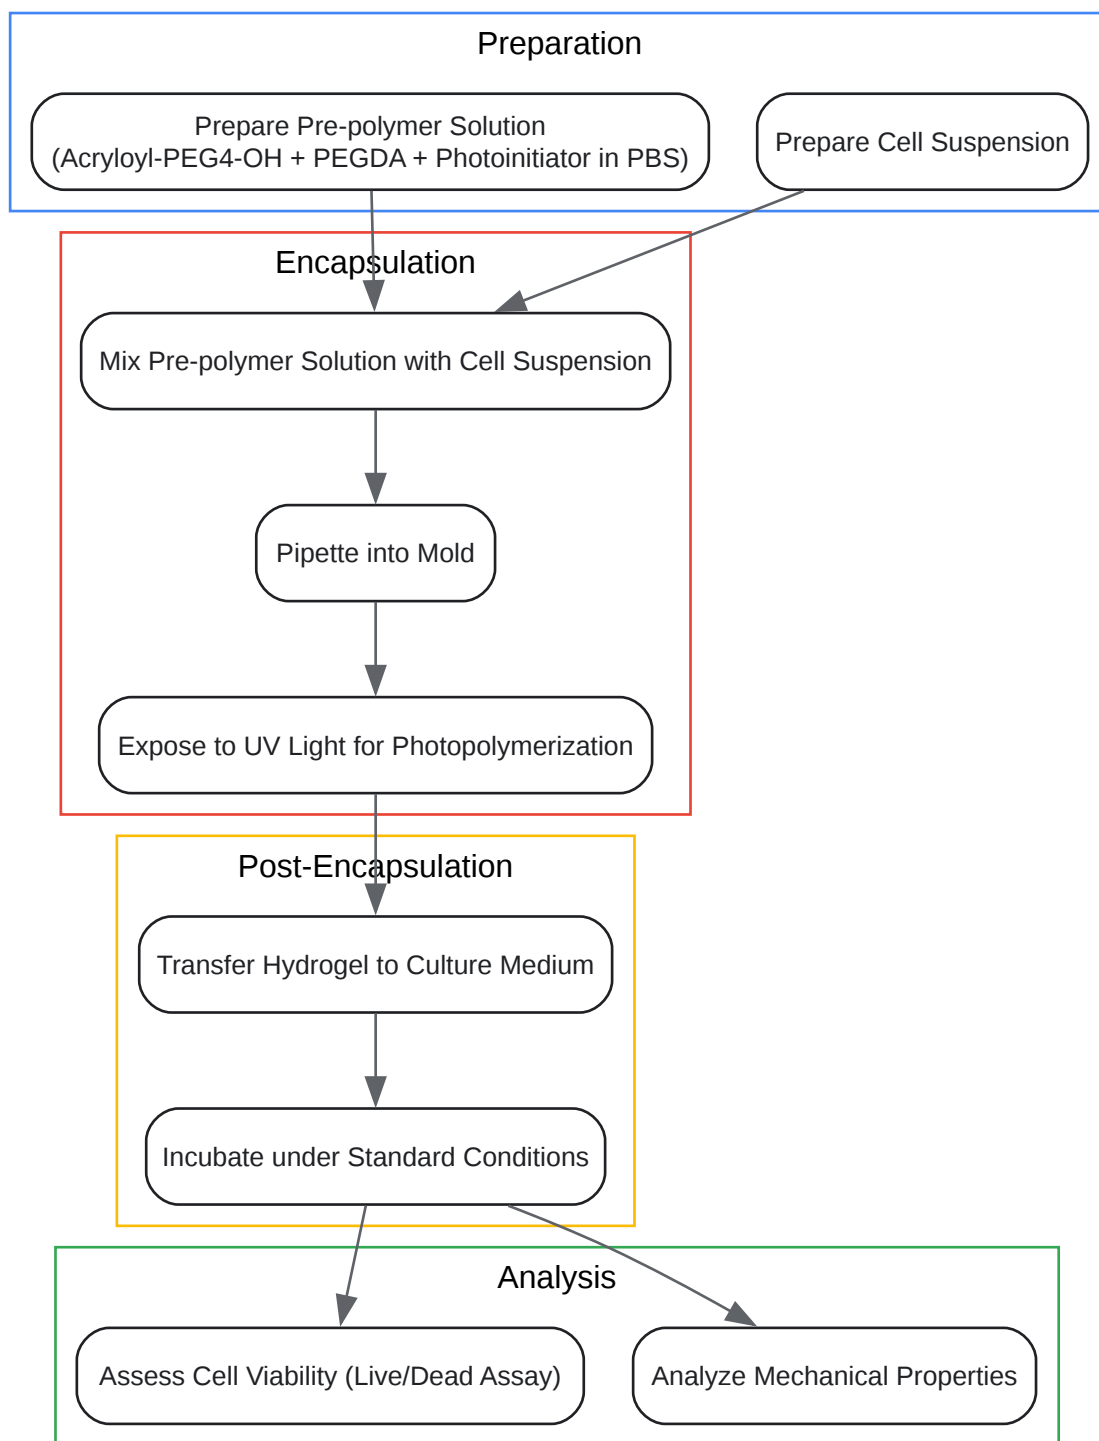 Preparation
Prepare Pre-polymer Solution
(Acryloyl-PEG4-OH + PEGDA + Photoinitiator in PBS)
Prepare Cell Suspension
Encapsulation
Mix Pre-polymer Solution with Cell Suspension
Pipette into Mold
Expose to UV Light for Photopolymerization
Post-Encapsulation
Transfer Hydrogel to Culture Medium
Incubate under Standard Conditions
Analysis
Assess Cell Viability (Live/Dead Assay)
Analyze Mechanical Properties